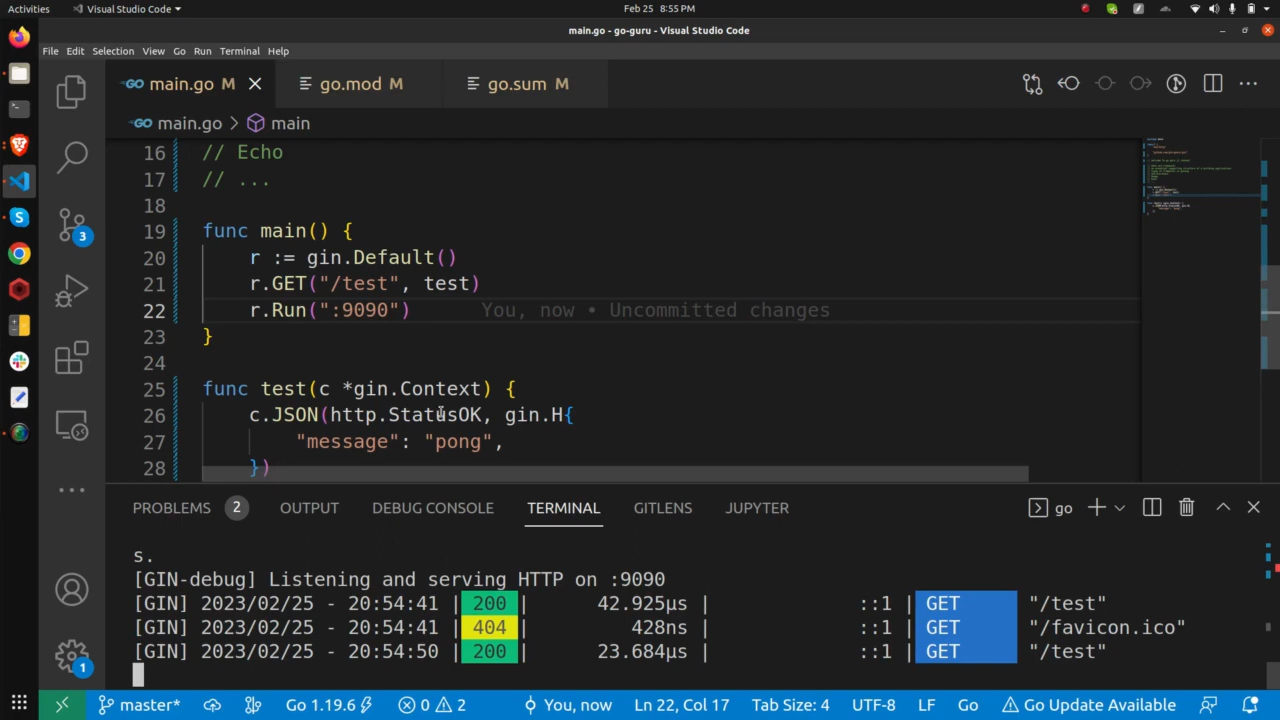 Activities
Visual Studio Code
Feb 25 8:55 PM
main.go - go-guru - Visual Studio Code
File Edit Selection View Go Run Terminal Help
GO main.go M
go.mod M
go.sum M
GO main.go > main
16 // Echo
17 // ...
18
19 func main() {
20 r := gin.Default()
21 r.GET("/test", test)
22 r.Run(":9090") You, now • Uncommitted changes
23 }
24
25 func test(c *gin.Context) {
26 c.JSON(http.StatusOK, gin.H{
27 "message": "pong",
28 })
3
1
PROBLEMS 2 OUTPUT DEBUG CONSOLE TERMINAL GITLENS JUPYTER go
s.
[GIN-debug] Listening and serving HTTP on :9090
[GIN] 2023/02/25 - 20:54:41 | 200 | 42.925µs | ::1 | GET "/test"
[GIN] 2023/02/25 - 20:54:41 | 404 | 428ns | ::1 | GET "/favicon.ico"
[GIN] 2023/02/25 - 20:54:50 | 200 | 23.684µs | ::1 | GET "/test"
master* Go 1.19.6 0 2 You, now Ln 22, Col 17 Tab Size: 4 UTF-8 LF Go Go Update Available